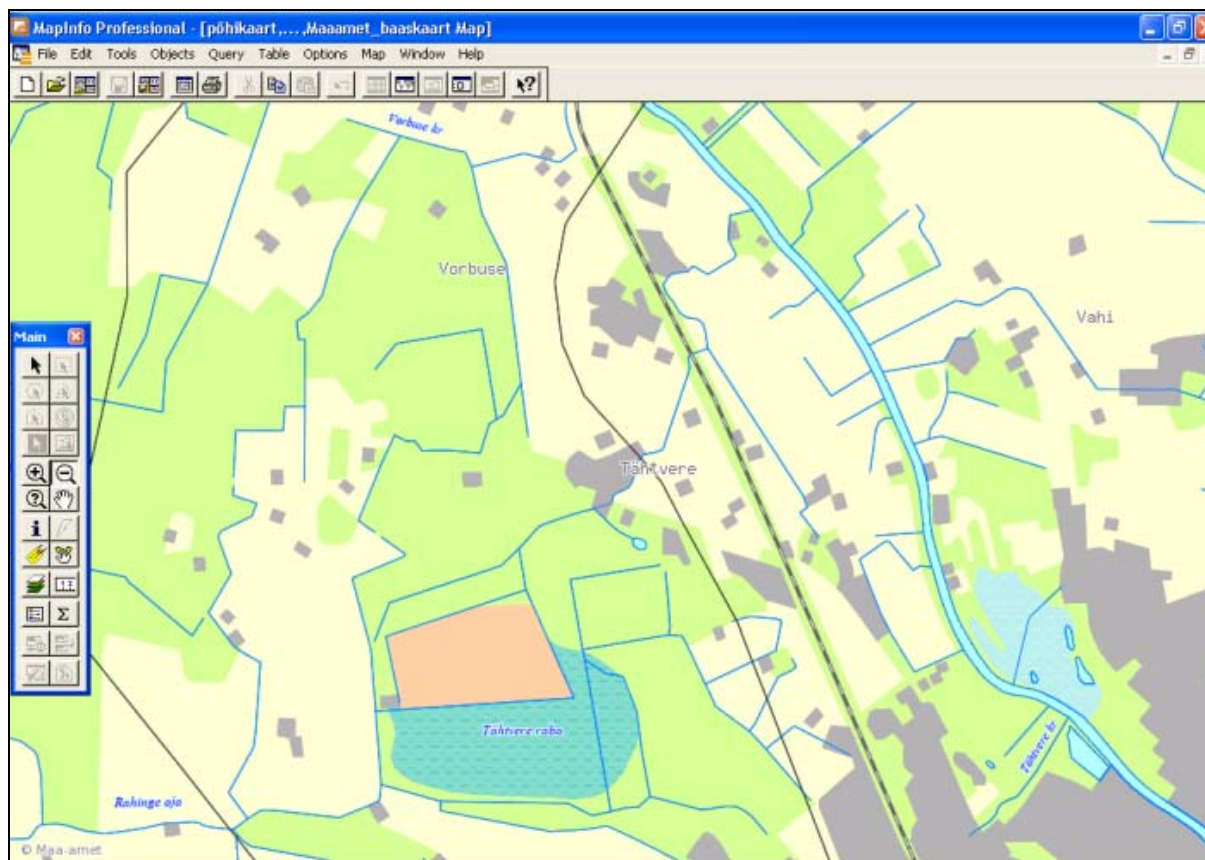 MapInfo Professional - [põhikaart,...,Maaamet_baaskaart Map]
File Edit Tools Objects Query Table Options Map Window Help
Vorbuse kr
Vorbuse
Vahi
Main
Tähtvere
Tähtvere raba
Tähtvere kr
Rahinge oja
© Maa-amet